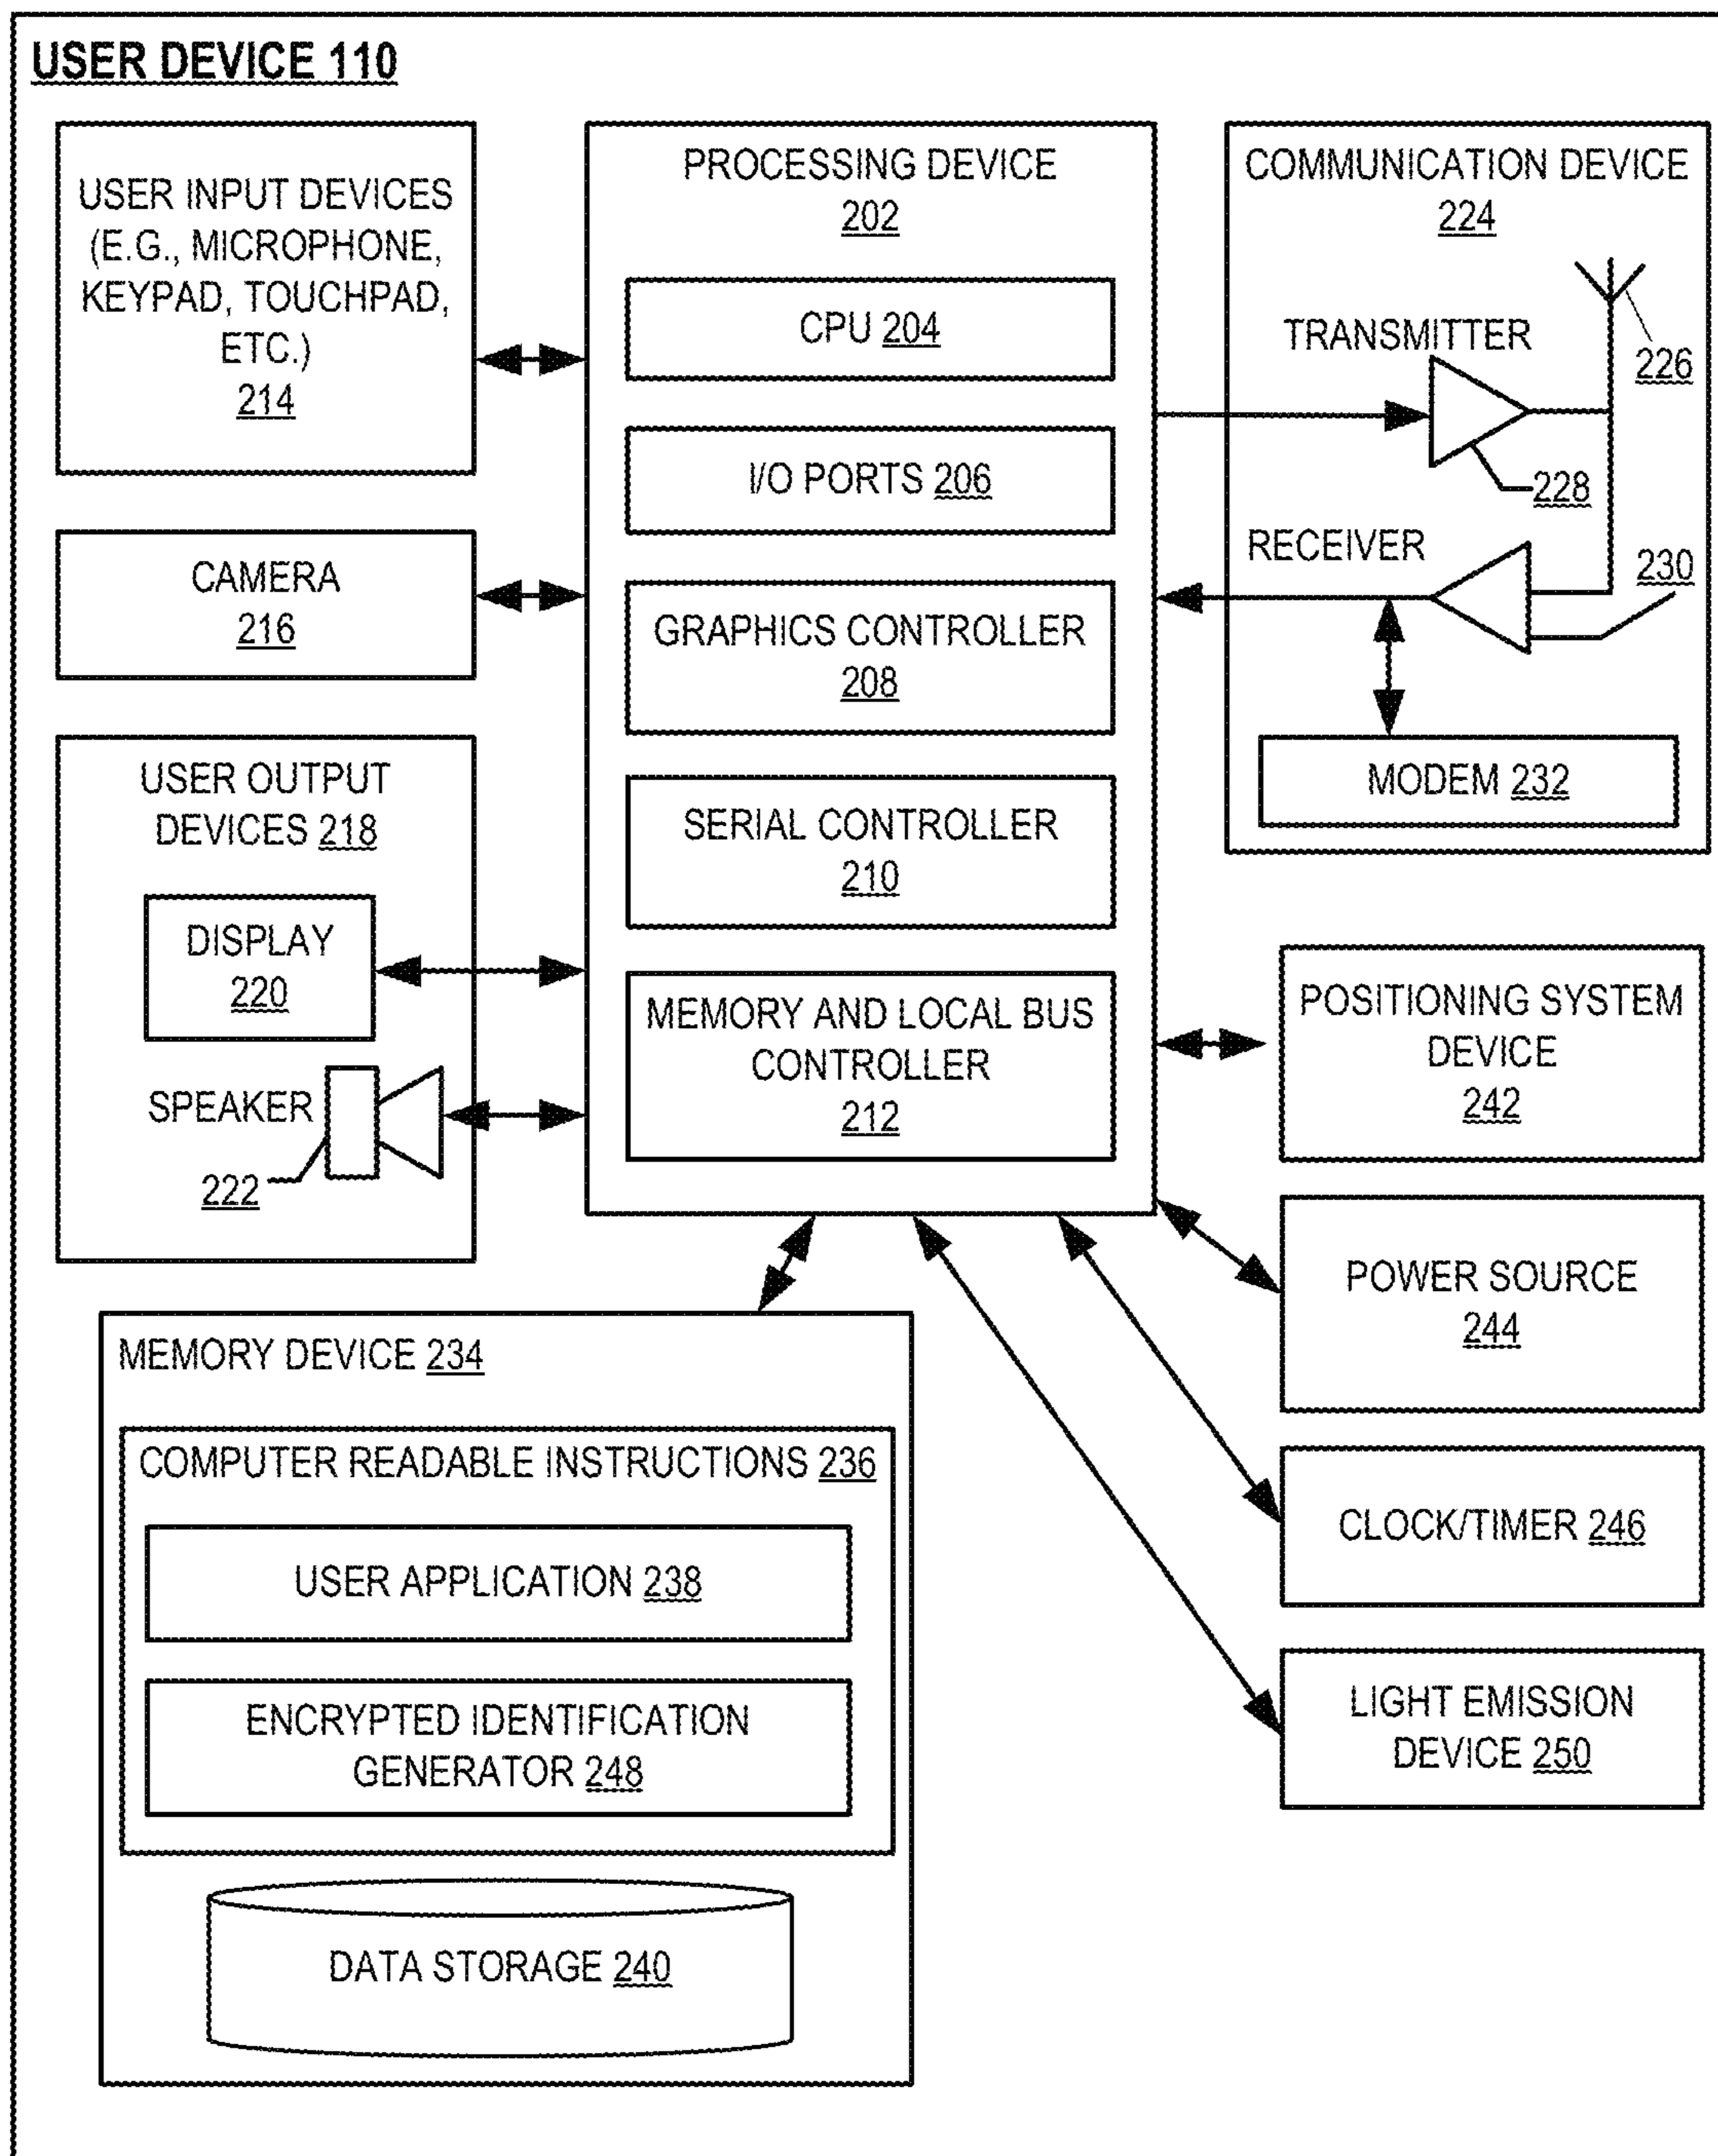 USER DEVICE 110
USER INPUT DEVICES
(E.G., MICROPHONE,
KEYPAD, TOUCHPAD,
ETC.)
214
CAMERA
216
USER OUTPUT
DEVICES 218
DISPLAY
220
SPEAKER
222
PROCESSING DEVICE
202
CPU 204
I/O PORTS 206
GRAPHICS CONTROLLER
208
SERIAL CONTROLLER
210
MEMORY AND LOCAL BUS
CONTROLLER
212
COMMUNICATION DEVICE
224
TRANSMITTER
226
228
RECEIVER
230
MODEM 232
POSITIONING SYSTEM
DEVICE
242
POWER SOURCE
244
CLOCK/TIMER 246
LIGHT EMISSION
DEVICE 250
MEMORY DEVICE 234
COMPUTER READABLE INSTRUCTIONS 236
USER APPLICATION 238
ENCRYPTED IDENTIFICATION
GENERATOR 248
DATA STORAGE 240